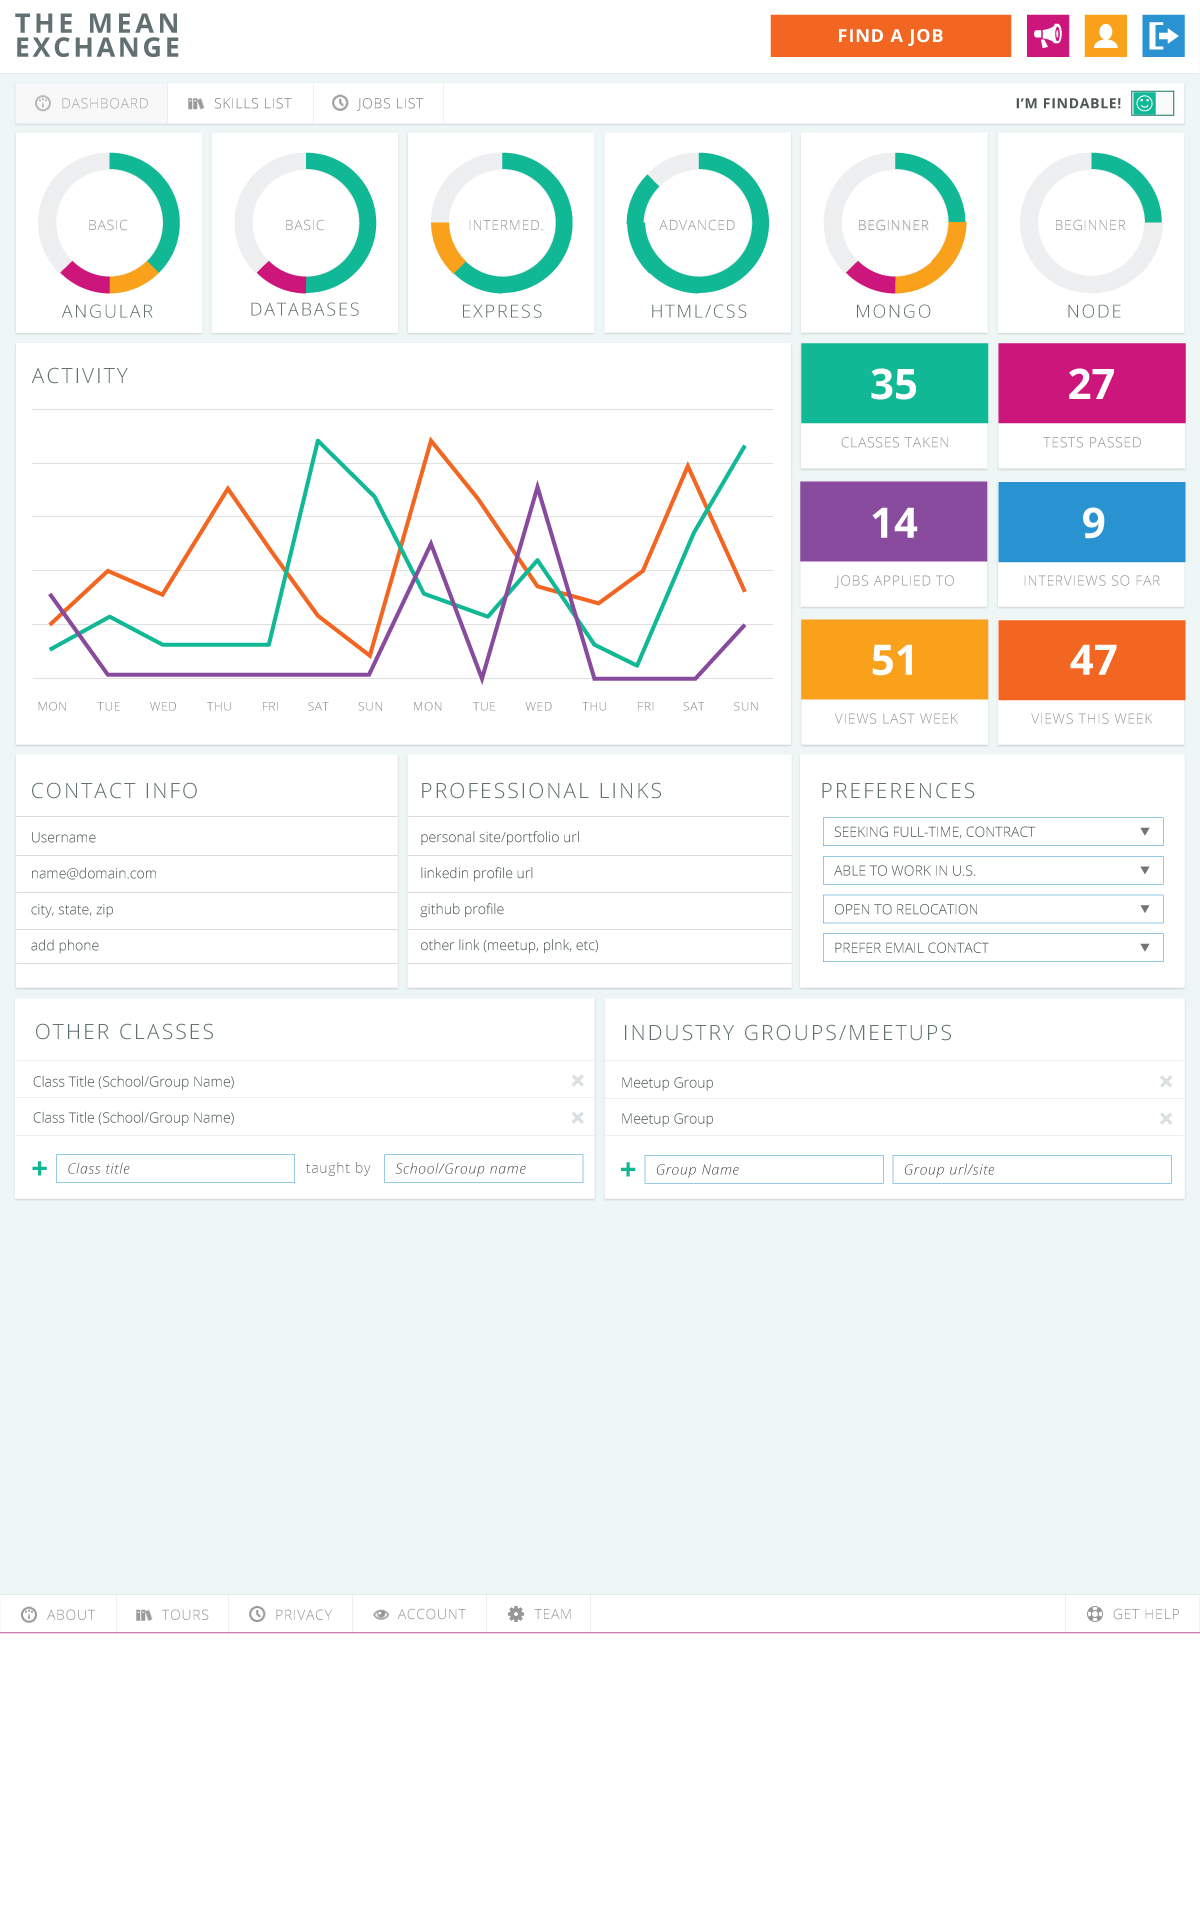 THE MEAN
EXCHANGE
FIND A JOB
DASHBOARD
SKILLS LIST
JOBS LIST
I'M FINDABLE!
BASIC
BASIC
INTERMED.
ADVANCED
BEGINNER
BEGINNER
ANGULAR
DATABASES
EXPRESS
HTML/CSS
MONGO
NODE
ACTIVITY
MON TUE WED THU FRI SAT SUN MON TUE WED THU FRI SAT SUN
35
CLASSES TAKEN
27
TESTS PASSED
14
JOBS APPLIED TO
9
INTERVIEWS SO FAR
51
VIEWS LAST WEEK
47
VIEWS THIS WEEK
CONTACT INFO
Username
name@domain.com
city, state, zip
add phone
PROFESSIONAL LINKS
personal site/portfolio url
linkedin profile url
github profile
other link (meetup, plnk, etc)
PREFERENCES
SEEKING FULL-TIME, CONTRACT
ABLE TO WORK IN U.S.
OPEN TO RELOCATION
PREFER EMAIL CONTACT
OTHER CLASSES
Class Title (School/Group Name)
Class Title (School/Group Name)
Class title taught by School/Group name
INDUSTRY GROUPS/MEETUPS
Meetup Group
Meetup Group
Group Name Group url/site
ABOUT
TOURS
PRIVACY
ACCOUNT
TEAM
GET HELP